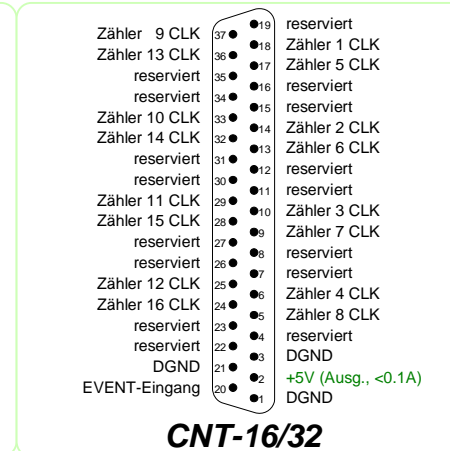 Zähler 9 CLK 37
Zähler 13 CLK 36
reserviert 35
reserviert 34
Zähler 10 CLK 33
Zähler 14 CLK 32
reserviert 31
reserviert 30
Zähler 11 CLK 29
Zähler 15 CLK 28
reserviert 27
reserviert 26
Zähler 12 CLK 25
Zähler 16 CLK 24
reserviert 23
reserviert 22
DGND 21
EVENT-Eingang 20
19 reserviert
18 Zähler 1 CLK
17 Zähler 5 CLK
16 reserviert
15 reserviert
14 Zähler 2 CLK
13 Zähler 6 CLK
12 reserviert
11 reserviert
10 Zähler 3 CLK
9 Zähler 7 CLK
8 reserviert
7 reserviert
6 Zähler 4 CLK
5 Zähler 8 CLK
4 reserviert
3 DGND
2 +5V (Ausg., <0.1A)
1 DGND
CNT-16/32